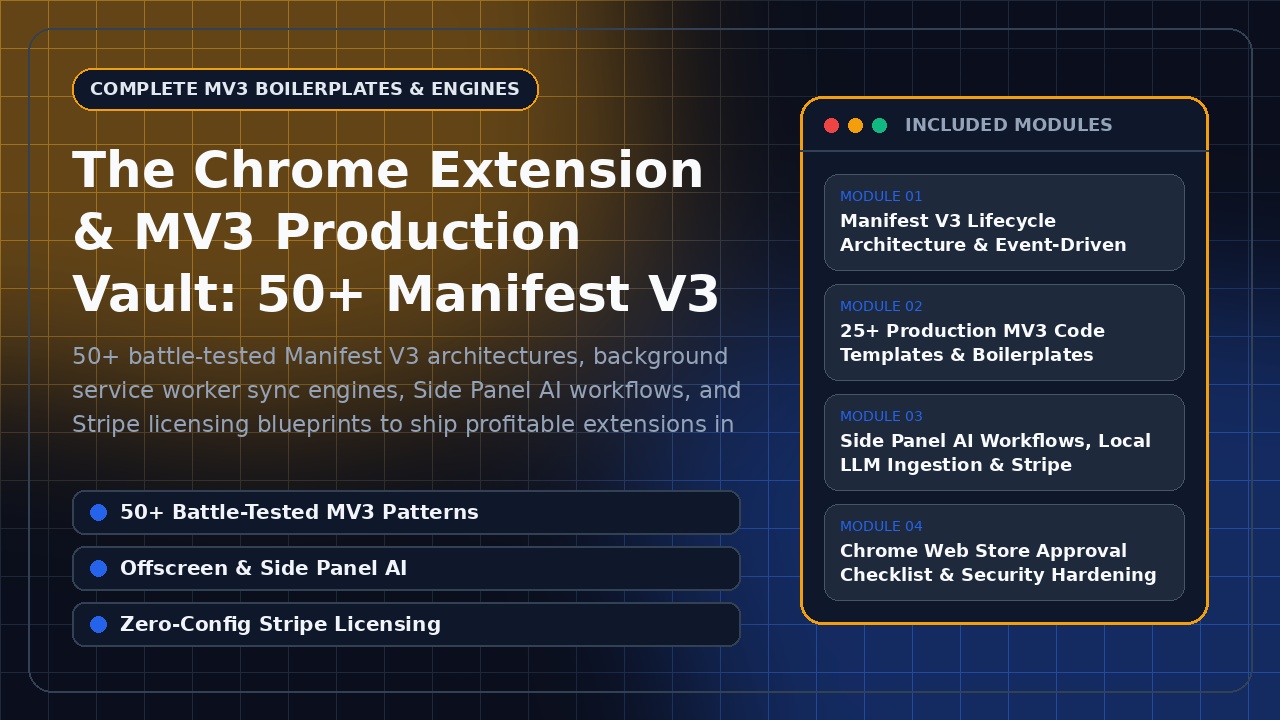 COMPLETE MV3 BOILERPLATES & ENGINES
The Chrome Extension
& MV3 Production
Vault: 50+ Manifest V3
50+ battle-tested Manifest V3 architectures, background
service worker sync engines, Side Panel AI workflows, and
Stripe licensing blueprints to ship profitable extensions in
50+ Battle-Tested MV3 Patterns
Offscreen & Side Panel AI
Zero-Config Stripe Licensing
INCLUDED MODULES
MODULE 01
Manifest V3 Lifecycle
Architecture & Event-Driven
MODULE 02
25+ Production MV3 Code
Templates & Boilerplates
MODULE 03
Side Panel AI Workflows, Local
LLM Ingestion & Stripe
MODULE 04
Chrome Web Store Approval
Checklist & Security Hardening